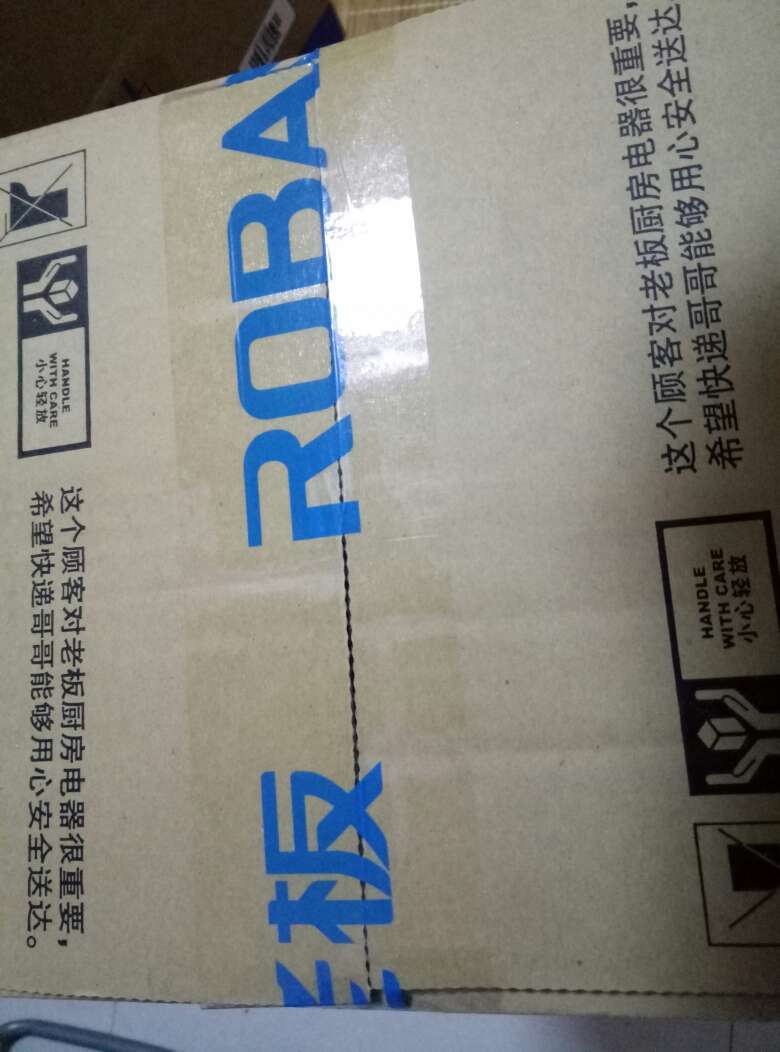 ROBA
板
HANDLE
WITH CARE
小心轻放
这个顾客对老板厨房电器很重要，
希望快递哥哥能够用心安全送达。
这个顾客对老板厨房电器很重要，
希望快递哥哥能够用心安全送达
HANDLE
WITH CARE
小心轻放